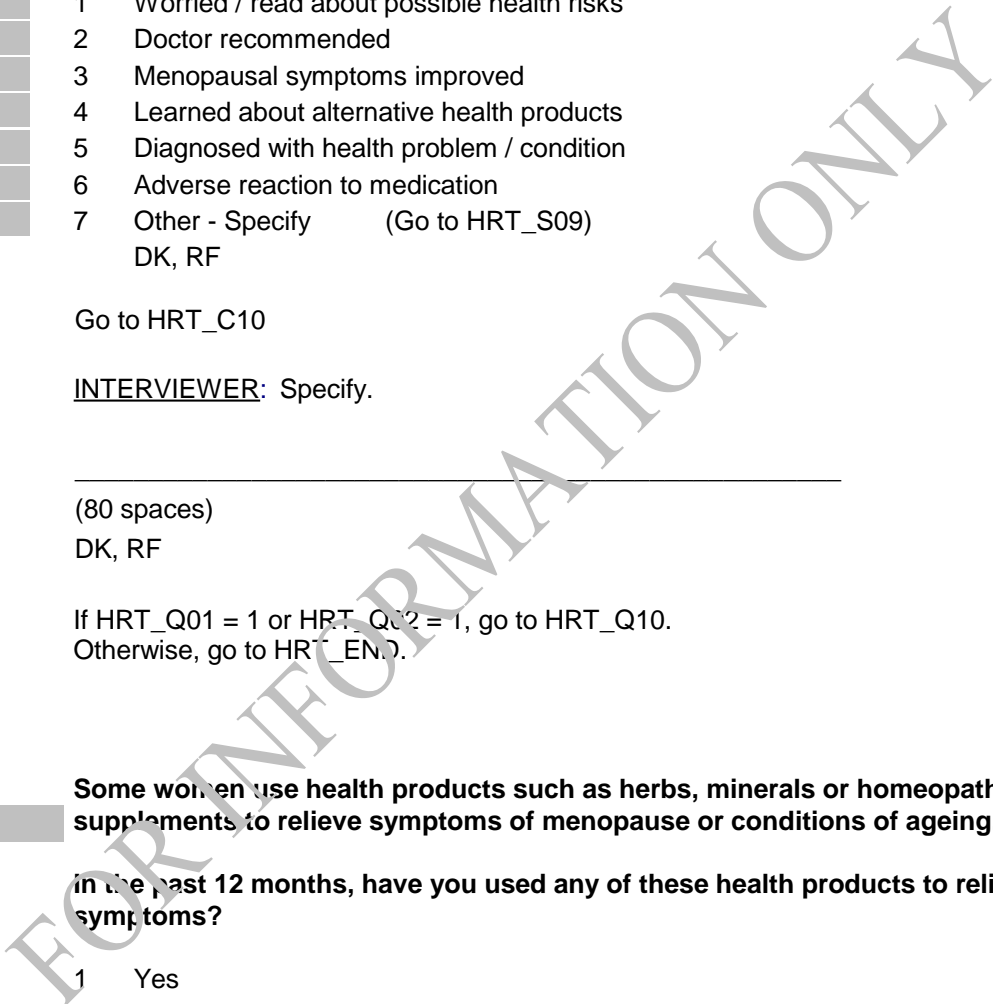 1 Worried / read about possible health risks
2 Doctor recommended
3 Menopausal symptoms improved
4 Learned about alternative health products
5 Diagnosed with health problem / condition
6 Adverse reaction to medication
7 Other - Specify (Go to HRT_S09)
DK, RF
Go to HRT_C10
INTERVIEWER: Specify.
(80 spaces)
DK, RF
If HRT_Q01 = 1 or HRT_Q02 = 1, go to HRT_Q10.
Otherwise, go to HRT_END.
Some women use health products such as herbs, minerals or homeopath
supplements to relieve symptoms of menopause or conditions of ageing
In the past 12 months, have you used any of these health products to reli
symptoms?
1 Yes
FOR INFORMATION ONLY